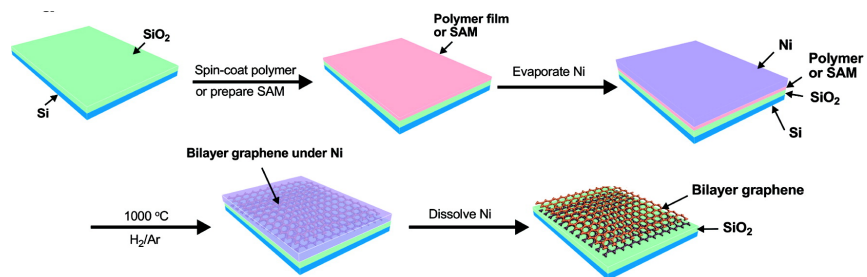 SiO2
Si
Spin-coat polymer
or prepare SAM
Polymer film
or SAM
Evaporate Ni
Ni
Polymer
or SAM
SiO2
Si
1000 °C
H2/Ar
Bilayer graphene under Ni
Dissolve Ni
Bilayer graphene
SiO2